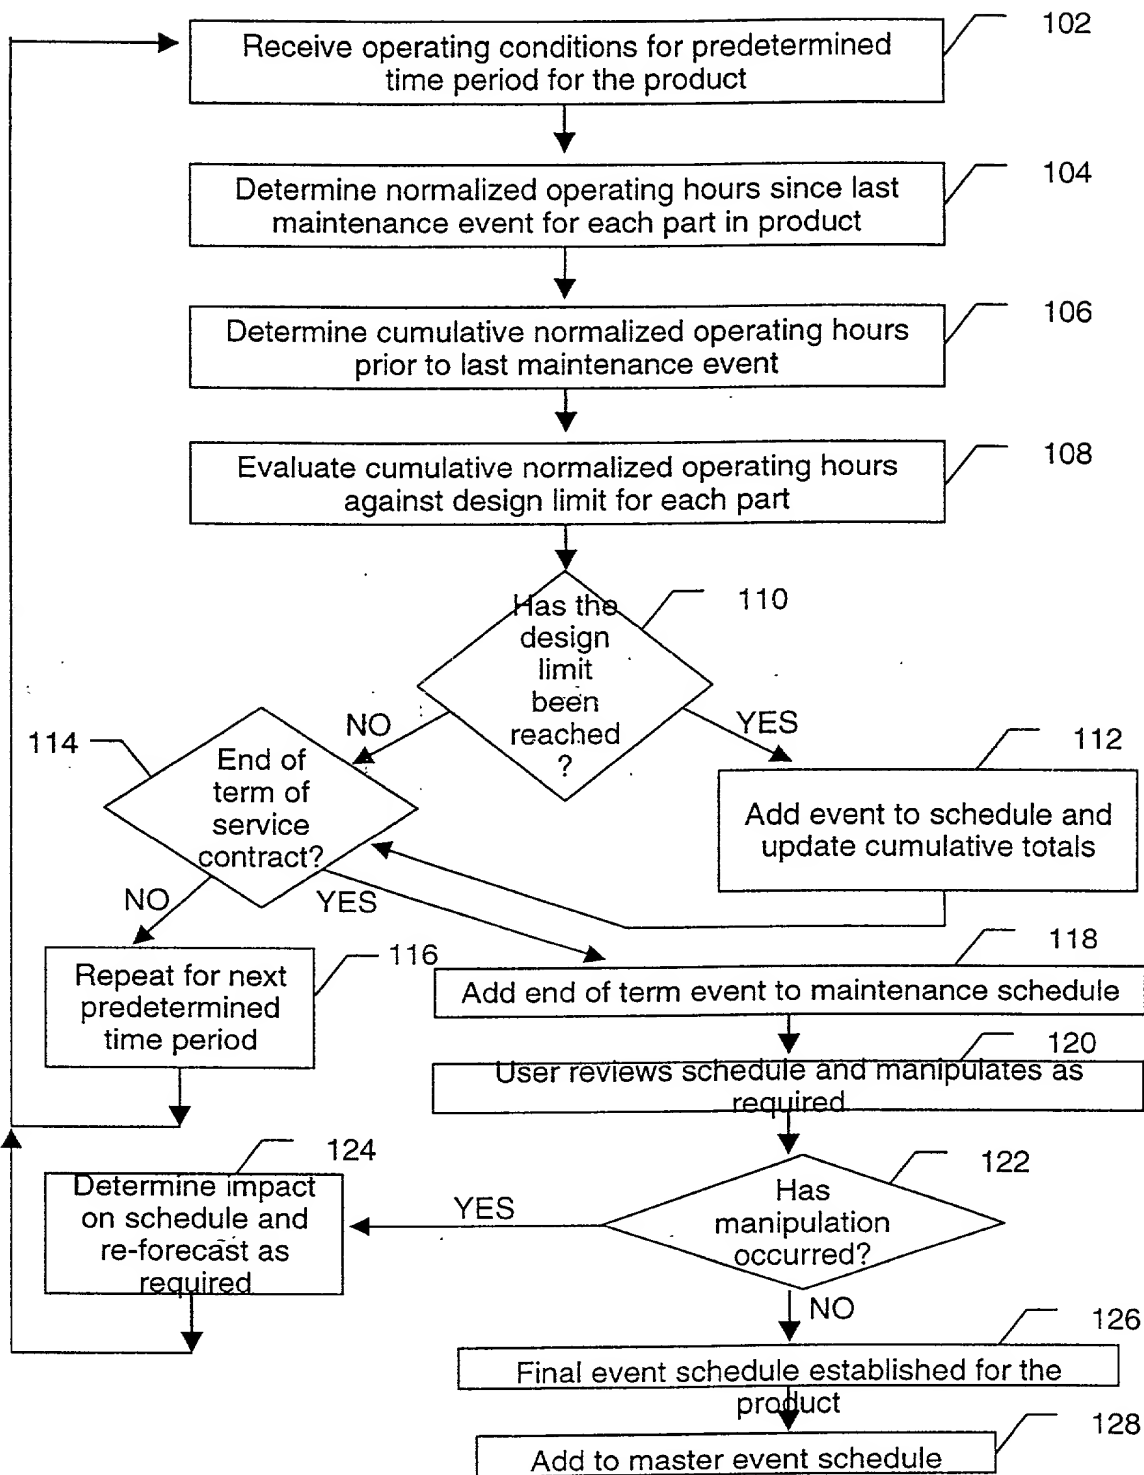 102
Receive operating conditions for predetermined
time period for the product
104
Determine normalized operating hours since last
maintenance event for each part in product
106
Determine cumulative normalized operating hours
prior to last maintenance event
108
Evaluate cumulative normalized operating hours
against design limit for each part
110
Has the
design
limit
been
reached
?
NO
YES
114
End of
term of
service
contract?
112
Add event to schedule and
update cumulative totals
NO
YES
116
Repeat for next
predetermined
time period
118
Add end of term event to maintenance schedule
120
User reviews schedule and manipulates as
required
124
Determine impact
on schedule and
re-forecast as
required
YES
122
Has
manipulation
occurred?
NO
126
Final event schedule established for the
product
128
Add to master event schedule